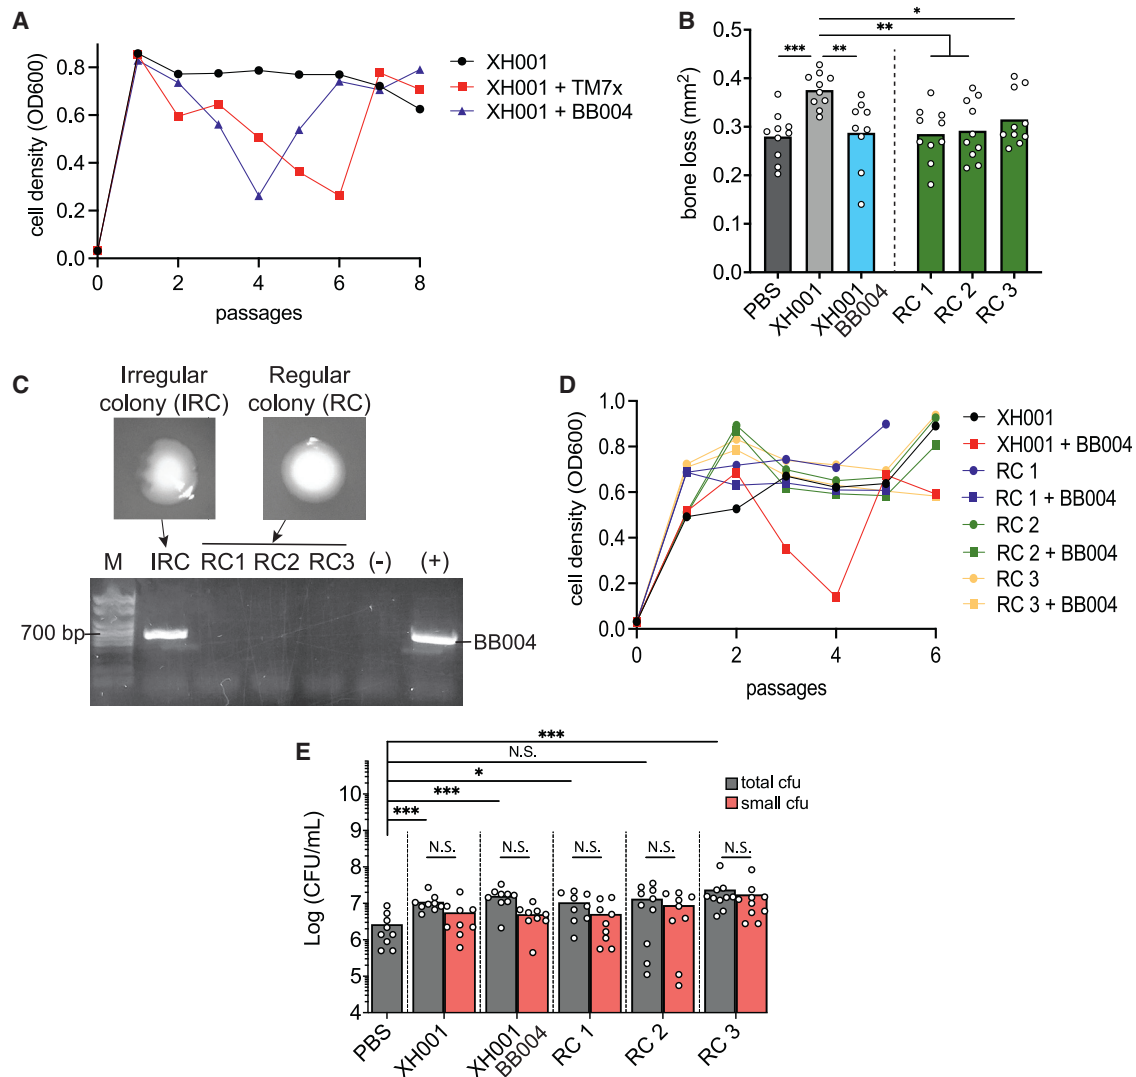 A
cell density (OD600)
0.8
0.6
0.4
0.2
0.0
0 2 4 6 8
passages
XH001
XH001 + TM7x
XH001 + BB004
B
bone loss (mm²)
0.5
0.4
0.3
0.2
0.1
0.0
*
**
*** **
PBS
XH001
XH001
BB004
RC 1
RC 2
RC 3
C
Irregular
colony (IRC)
Regular
colony (RC)
M IRC RC1 RC2 RC3 (-) (+)
700 bp
BB004
D
cell density (OD600)
1.0
0.8
0.6
0.4
0.2
0.0
0 2 4 6
passages
XH001
XH001 + BB004
RC 1
RC 1 + BB004
RC 2
RC 2 + BB004
RC 3
RC 3 + BB004
E
Log (CFU/mL)
10
9
8
7
6
5
4
***
N.S.
*
***
***
N.S. N.S. N.S. N.S. N.S.
total cfu
small cfu
PBS
XH001
XH001
BB004
RC 1
RC 2
RC 3